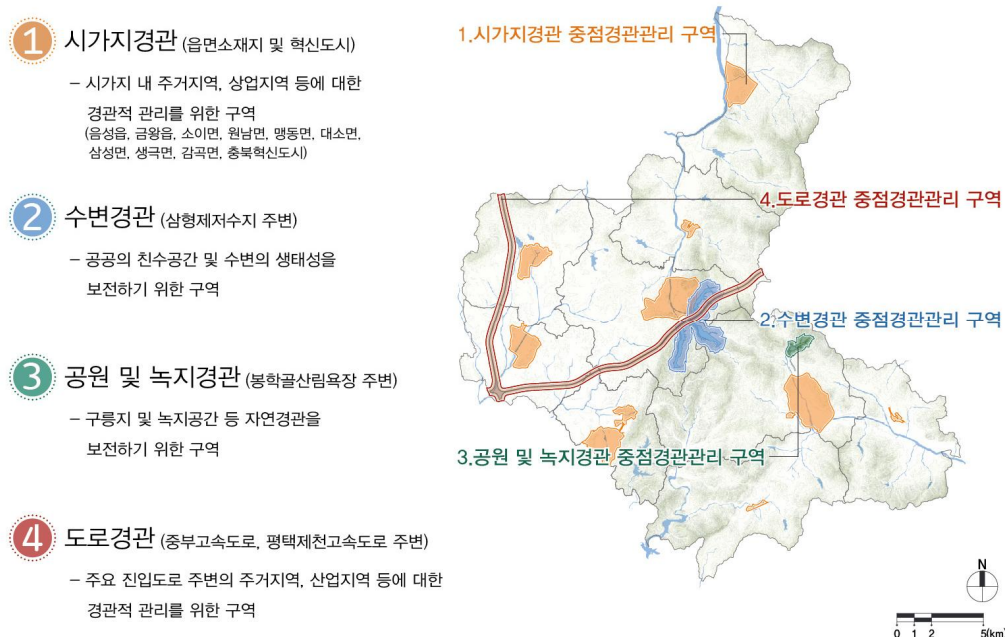 1 시가지경관 (읍면소재지 및 혁신도시)
– 시가지 내 주거지역, 상업지역 등에 대한
경관적 관리를 위한 구역
(음성읍, 금왕읍, 소이면, 원남면, 맹동면, 대소면,
삼성면, 생극면, 감곡면, 충북혁신도시)
2 수변경관 (삼형제저수지 주변)
– 공공의 친수공간 및 수변의 생태성을
보전하기 위한 구역
3 공원 및 녹지경관 (봉학골산림욕장 주변)
– 구릉지 및 녹지공간 등 자연경관을
보전하기 위한 구역
4 도로경관 (중부고속도로, 평택제천고속도로 주변)
– 주요 진입도로 주변의 주거지역, 산업지역 등에 대한
경관적 관리를 위한 구역
1.시가지경관 중점경관관리 구역
4.도로경관 중점경관관리 구역
2.수변경관 중점경관관리 구역
3.공원 및 녹지경관 중점경관관리 구역
N
0 1 2 5(km)